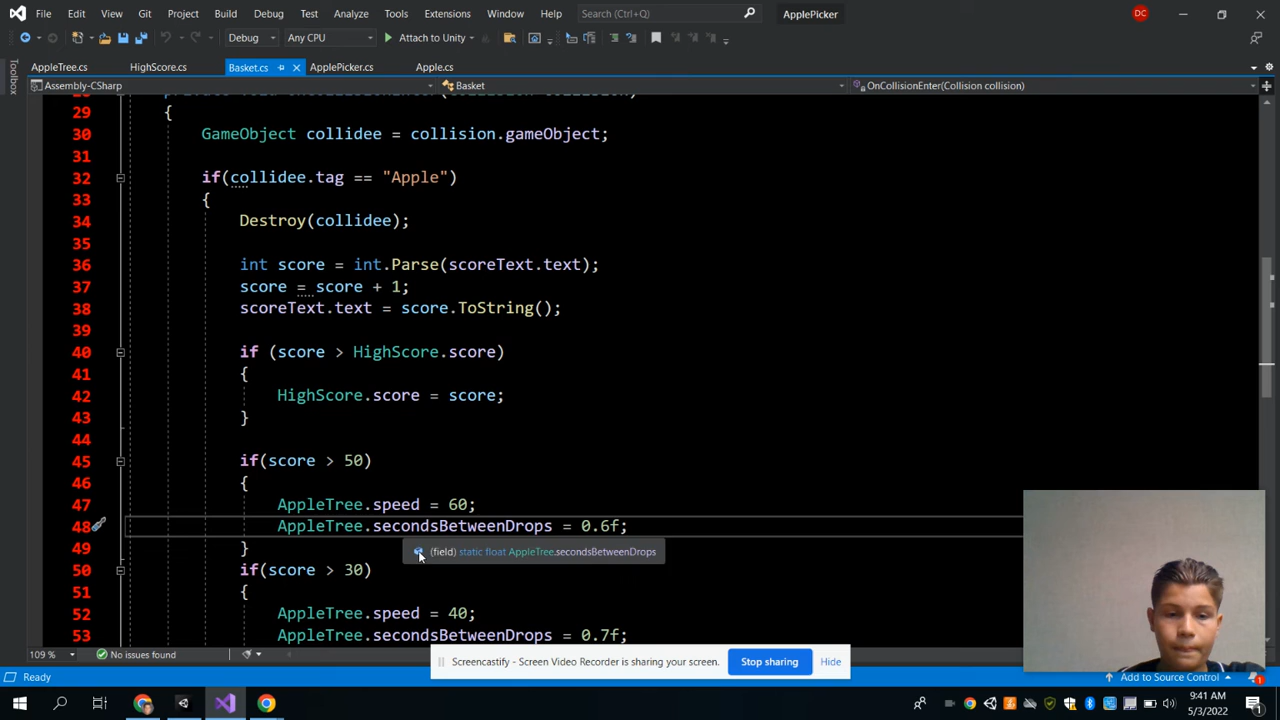 File Edit View Git Project Build Debug Test Analyze Tools Extensions Window Help Search (Ctrl+Q) ApplePicker DC
Debug Any CPU Attach to Unity
AppleTree.cs HighScore.cs Basket.cs ApplePicker.cs Apple.cs
Toolbox
Assembly-CSharp Basket OnCollisionEnter(Collision collision)
29 {
30 GameObject collidee = collision.gameObject;
31
32 if(collidee.tag == "Apple")
33 {
34 Destroy(collidee);
35
36 int score = int.Parse(scoreText.text);
37 score = score + 1;
38 scoreText.text = score.ToString();
39
40 if (score > HighScore.score)
41 {
42 HighScore.score = score;
43 }
44
45 if(score > 50)
46 {
47 AppleTree.speed = 60;
48 AppleTree.secondsBetweenDrops = 0.6f;
(field) static float AppleTree.secondsBetweenDrops
49 }
50 if(score > 30)
51 {
52 AppleTree.speed = 40;
53 AppleTree.secondsBetweenDrops = 0.7f;
109 % No issues found
Screencastify - Screen Video Recorder is sharing your screen. Stop sharing Hide
Ready Add to Source Control 1
9:41 AM
5/3/2022 1